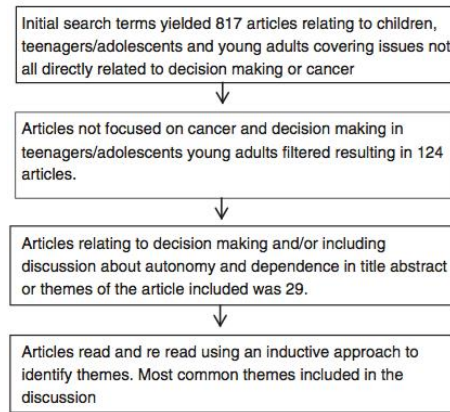 Initial search terms yielded 817 articles relating to children,
teenagers/adolescents and young adults covering issues not
all directly related to decision making or cancer
Articles not focused on cancer and decision making in
teenagers/adolescents young adults filtered resulting in 124
articles.
Articles relating to decision making and/or including
discussion about autonomy and dependence in title abstract
or themes of the article included was 29.
Articles read and re read using an inductive approach to
identify themes. Most common themes included in the
discussion